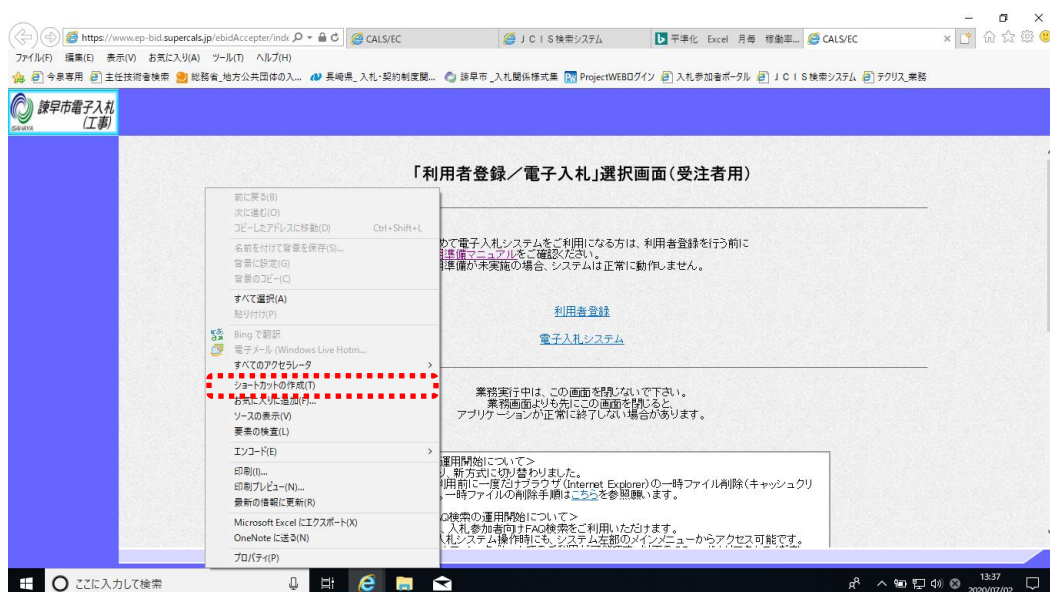 https://www.ep-bid.supercals.jp/ebidAccepter/inde
CALS/EC
JCIS検索システム
平準化 Excel 月毎 稼働率...
CALS/EC
ファイル(F) 編集(E) 表示(V) お気に入り(A) ツール(T) ヘルプ(H)
今泉専用
主任技術者検索
総務省_地方公共団体の入...
長崎県_入札・契約制度関...
諫早市_入札関係様式集
ProjectWEBログイン
入札参加者ポータル
JCIS検索システム
テクリス_業務
諫早市電子入札
(工事)
ISAHAYA
「利用者登録/電子入札」選択画面(受注者用)
前に戻る(B)
次に進む(O)
コピーしたアドレスに移動(D) Ctrl+Shift+L
名前を付けて背景を保存(S)...
背景に設定(G)
背景のコピー(C)
すべて選択(A)
貼り付け(P)
Bing で翻訳
電子メール (Windows Live Hotm...
すべてのアクセラレータ >
ショートカットの作成(T)
お気に入りに追加(F)...
ソースの表示(V)
要素の検査(L)
エンコード(E) >
印刷(I)...
印刷プレビュー(N)...
最新の情報に更新(R)
Microsoft Excel にエクスポート(X)
OneNote に送る(N)
プロパティ(P)
めて電子入札システムをご利用になる方は、利用者登録を行う前に
準備マニュアルをご確認ください。
準備が未実施の場合、システムは正常に動作しません。
利用者登録
電子入札システム
業務実行中は、この画面を閉じないで下さい。
業務画面よりも先にこの画面を閉じると、
アプリケーションが正常に終了しない場合があります。
運用開始について>
、新方式に切り替わりました。
用前に一度だけブラウザ(Internet Explorer)の一時ファイル削除(キャッシュクリ
。一時ファイルの削除手順はこちらを参照願います。
検索の運用開始について>
、入札参加者向けFAQ検索をご利用いただけます。
札システム操作時にも、システム左部のメインメニューからアクセス可能です。
ここに入力して検索
13:37
2020/07/02